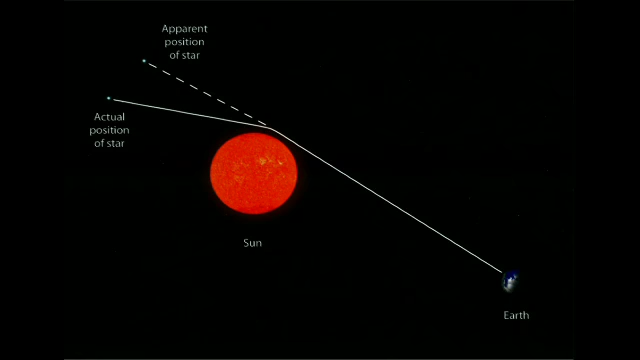 Apparent
position
of star
Actual
position
of star
Sun
Earth